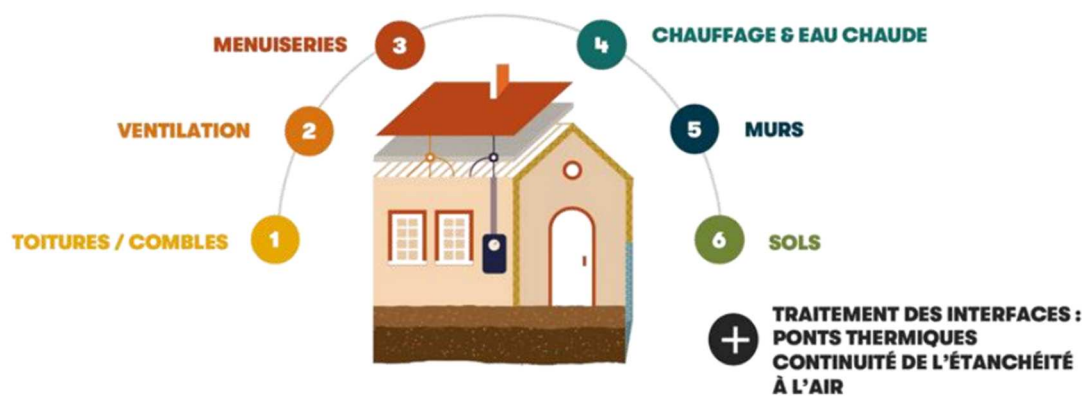 MENUISERIES
3
4
CHAUFFAGE & EAU CHAUDE
VENTILATION
2
5
MURS
TOITURES / COMBLES
1
6
SOLS
+
TRAITEMENT DES INTERFACES :
PONTS THERMIQUES
CONTINUITÉ DE L'ÉTANCHÉITÉ
À L'AIR